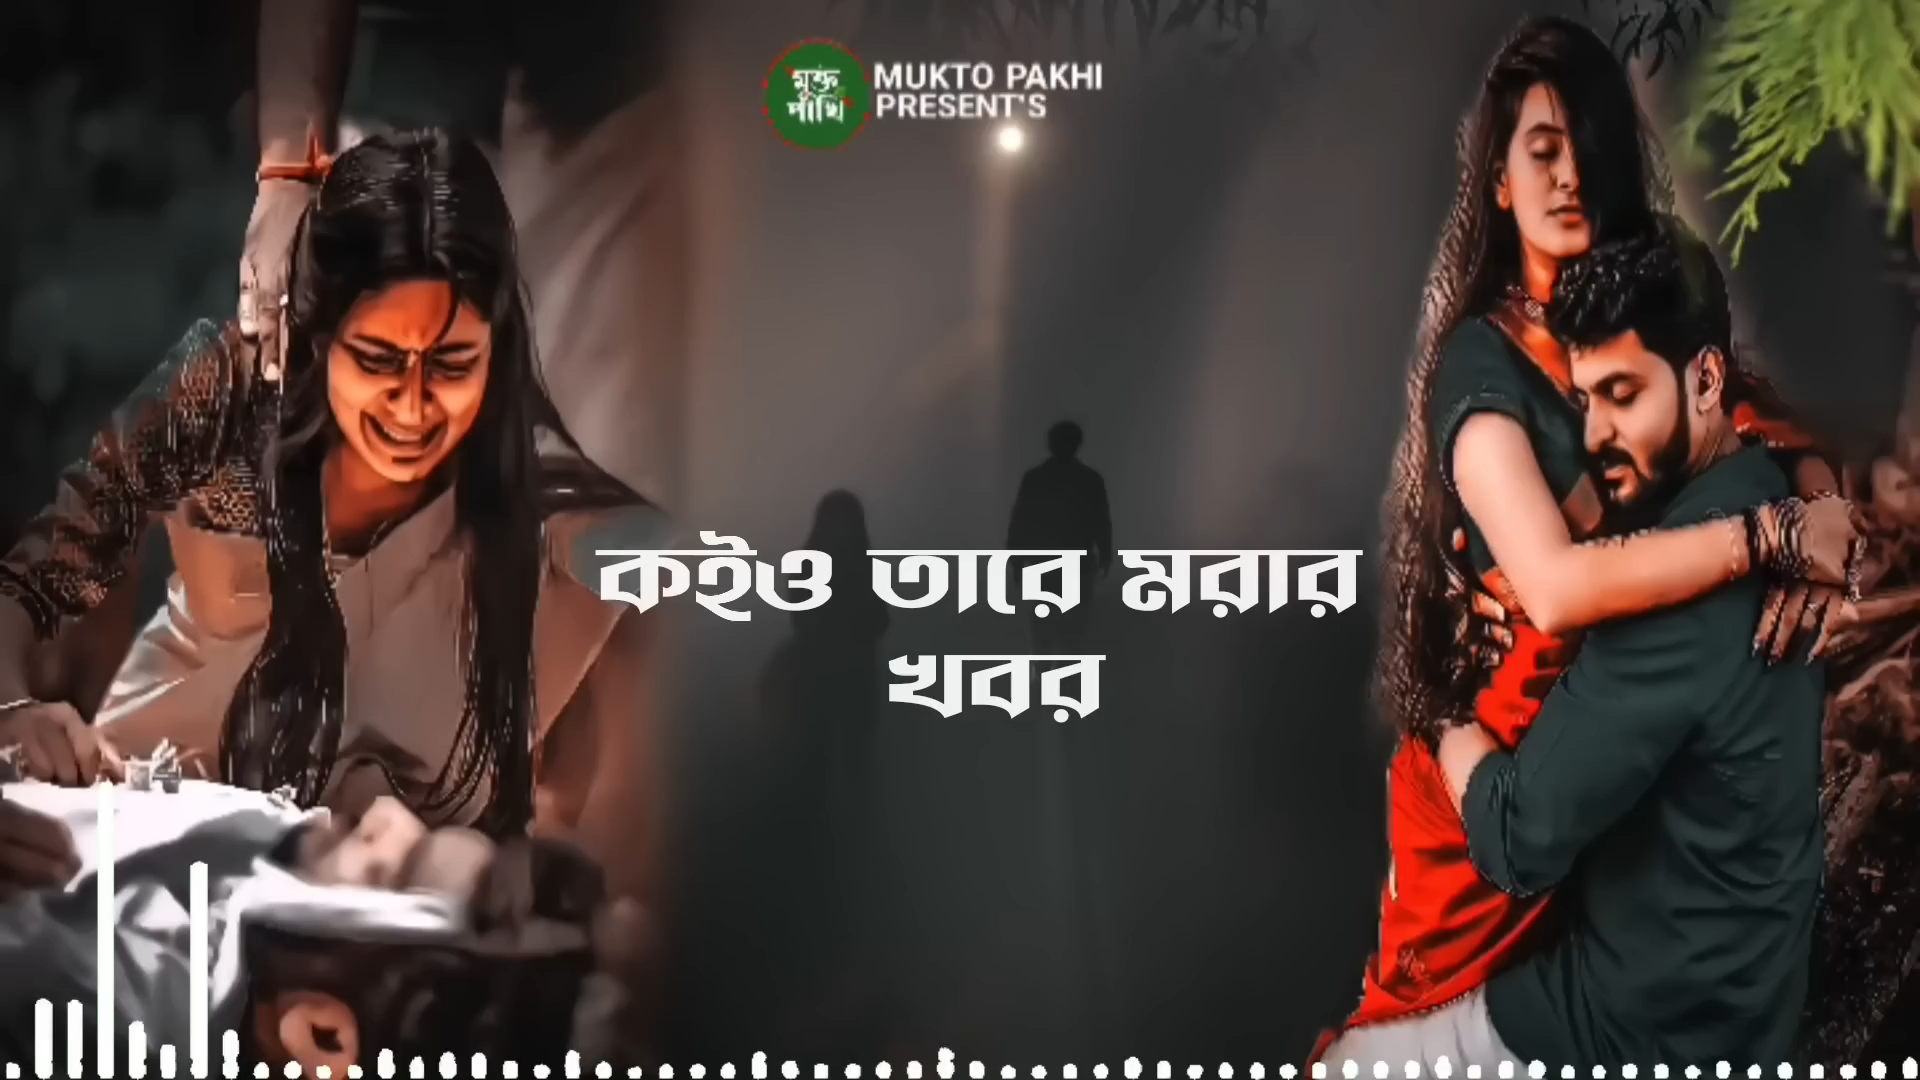 মুক্ত
পাখি
MUKTO PAKHI
PRESENT'S
কইও তারে মরার
খবর